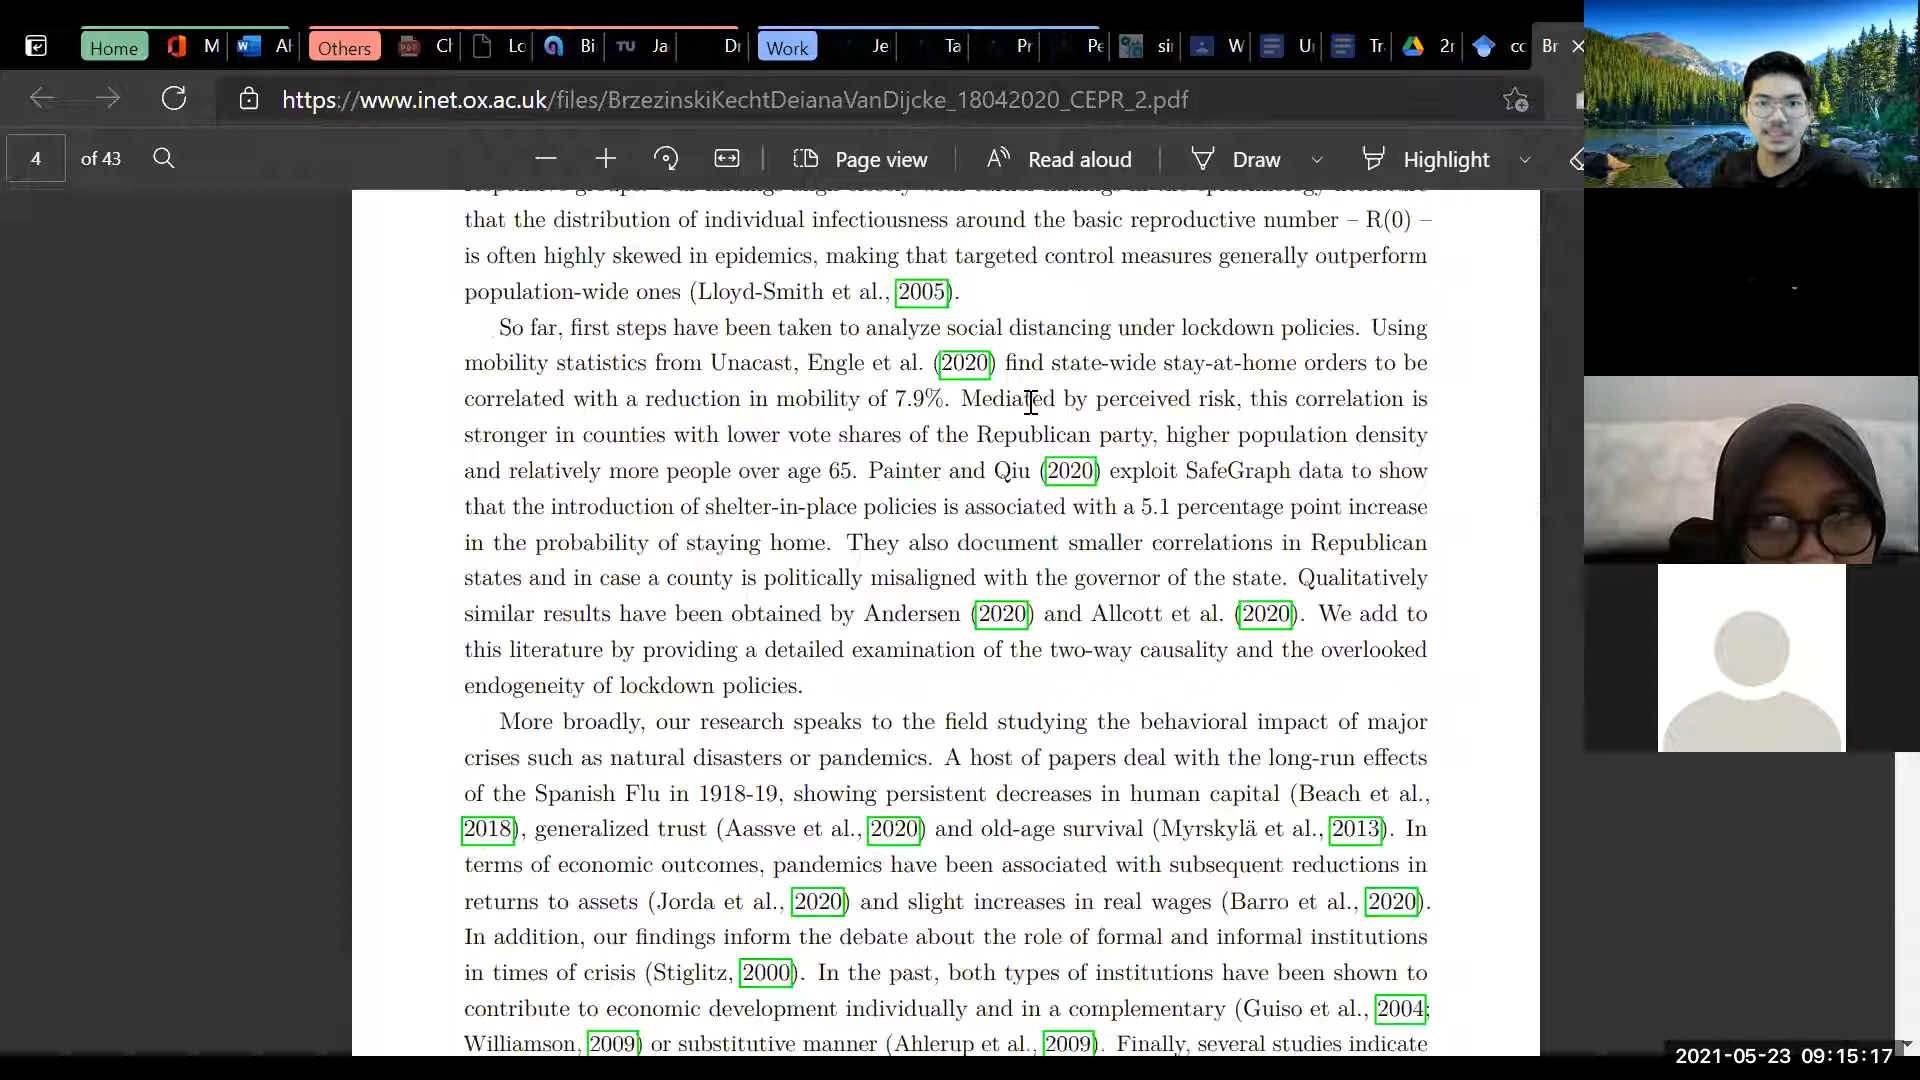 Home M Al Others Cl Lo Bi Ja Dr Work Je Ta Pr Pe si W Ur Tr 2r cc Br
https://www.inet.ox.ac.uk/files/BrzezinskiKechtDeianaVanDijcke_18042020_CEPR_2.pdf
4 of 43 Page view Read aloud Draw Highlight
that the distribution of individual infectiousness around the basic reproductive number – R(0) –
is often highly skewed in epidemics, making that targeted control measures generally outperform
population-wide ones (Lloyd-Smith et al., 2005).
So far, first steps have been taken to analyze social distancing under lockdown policies. Using
mobility statistics from Unacast, Engle et al. (2020) find state-wide stay-at-home orders to be
correlated with a reduction in mobility of 7.9%. Mediated by perceived risk, this correlation is
stronger in counties with lower vote shares of the Republican party, higher population density
and relatively more people over age 65. Painter and Qiu (2020) exploit SafeGraph data to show
that the introduction of shelter-in-place policies is associated with a 5.1 percentage point increase
in the probability of staying home. They also document smaller correlations in Republican
states and in case a county is politically misaligned with the governor of the state. Qualitatively
similar results have been obtained by Andersen (2020) and Allcott et al. (2020). We add to
this literature by providing a detailed examination of the two-way causality and the overlooked
endogeneity of lockdown policies.
More broadly, our research speaks to the field studying the behavioral impact of major
crises such as natural disasters or pandemics. A host of papers deal with the long-run effects
of the Spanish Flu in 1918-19, showing persistent decreases in human capital (Beach et al.,
2018), generalized trust (Aassve et al., 2020) and old-age survival (Myrskylä et al., 2013). In
terms of economic outcomes, pandemics have been associated with subsequent reductions in
returns to assets (Jorda et al., 2020) and slight increases in real wages (Barro et al., 2020).
In addition, our findings inform the debate about the role of formal and informal institutions
in times of crisis (Stiglitz, 2000). In the past, both types of institutions have been shown to
contribute to economic development individually and in a complementary (Guiso et al., 2004;
Williamson, 2009) or substitutive manner (Ahlerup et al., 2009). Finally, several studies indicate
2021-05-23 09:15:17